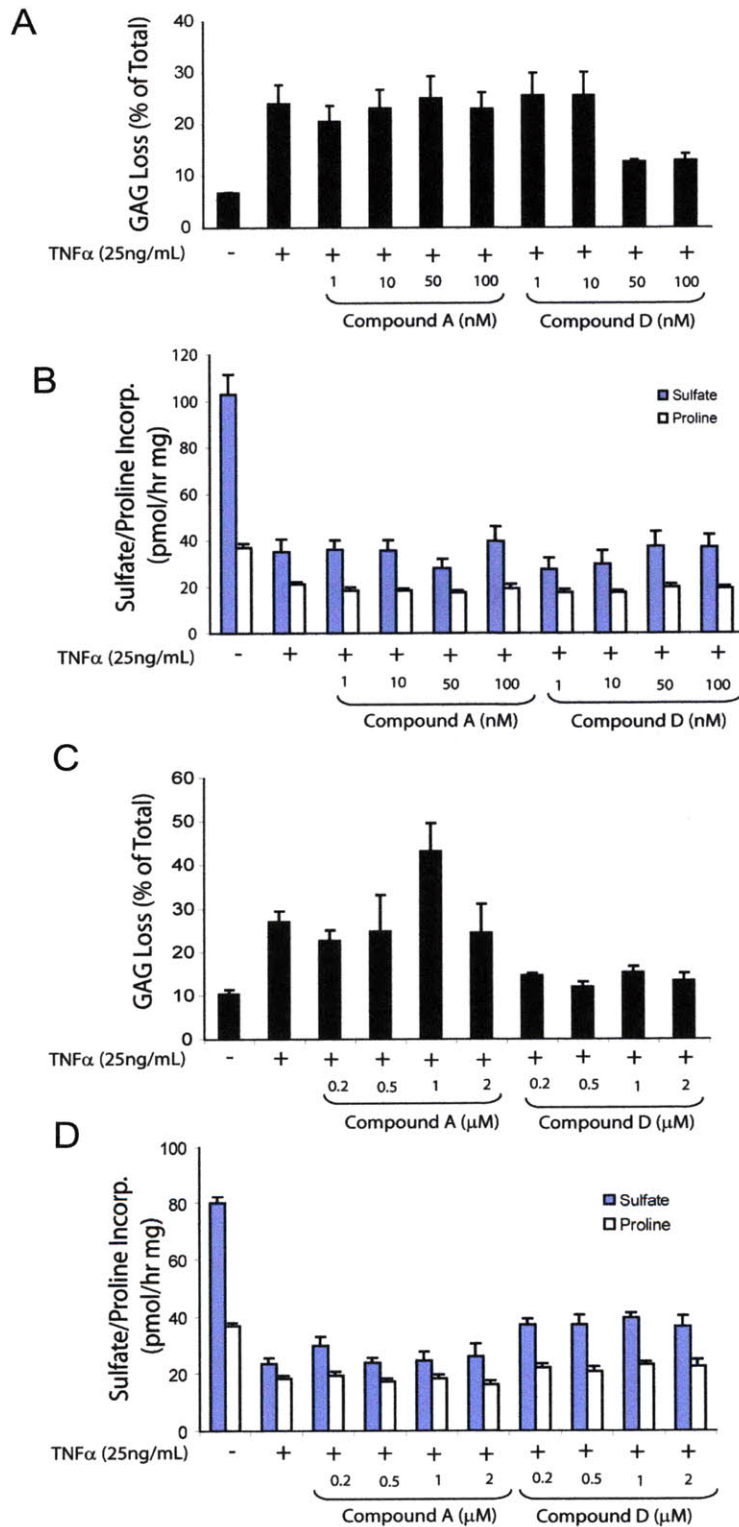 A
GAG Loss (% of Total)
40
30
20
10
0
TNFα (25ng/mL) - + + + + + + + + +
1 10 50 100 1 10 50 100
Compound A (nM) Compound D (nM)
B
Sulfate/Proline Incorp.
(pmol/hr mg)
120
100
80
60
40
20
0
Sulfate
Proline
TNFα (25ng/mL) - + + + + + + + + +
1 10 50 100 1 10 50 100
Compound A (nM) Compound D (nM)
C
GAG Loss (% of Total)
60
50
40
30
20
10
0
TNFα (25ng/mL) - + + + + + + + + +
0.2 0.5 1 2 0.2 0.5 1 2
Compound A (μM) Compound D (μM)
D
Sulfate/Proline Incorp.
(pmol/hr mg)
100
80
60
40
20
0
Sulfate
Proline
TNFα (25ng/mL) - + + + + + + + + +
0.2 0.5 1 2 0.2 0.5 1 2
Compound A (μM) Compound D (μM)